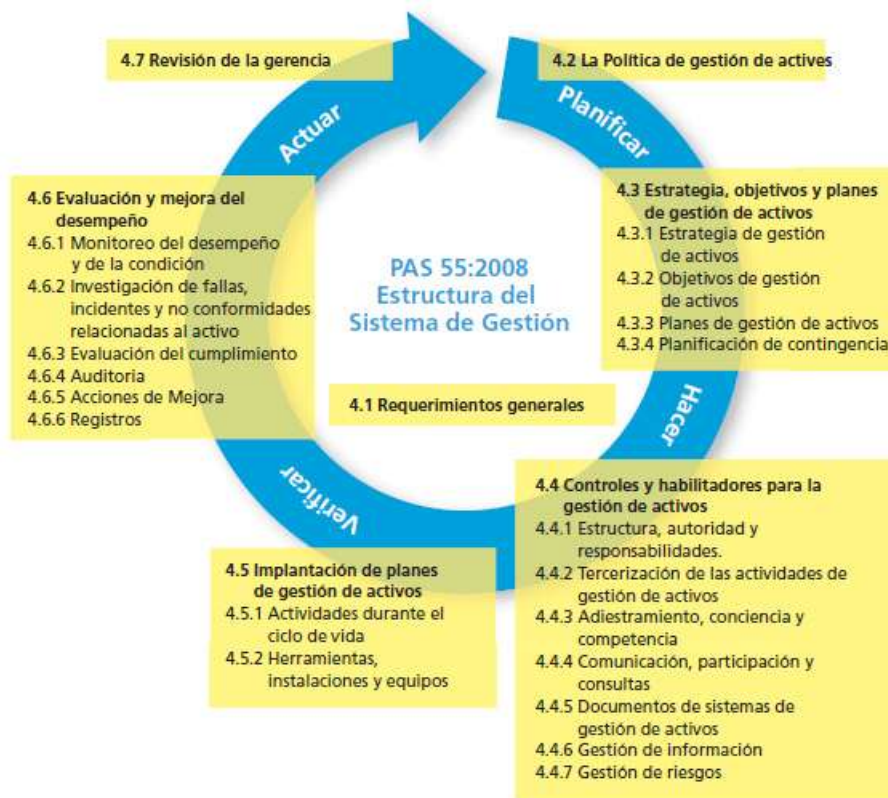 4.7 Revisión de la gerencia
4.2 La Política de gestión de actives
Actuar
Planificar
4.6 Evaluación y mejora del
desempeño
4.6.1 Monitoreo del desempeño
y de la condición
4.6.2 Investigación de fallas,
incidentes y no conformidades
relacionadas al activo
4.6.3 Evaluación del cumplimiento
4.6.4 Auditoria
4.6.5 Acciones de Mejora
4.6.6 Registros
PAS 55:2008
Estructura del
Sistema de Gestión
4.1 Requerimientos generales
4.3 Estrategia, objetivos y planes
de gestión de activos
4.3.1 Estrategia de gestión
de activos
4.3.2 Objetivos de gestión
de activos
4.3.3 Planes de gestión de activos
4.3.4 Planificación de contingencia
Hacer
Verificar
4.5 Implantación de planes
de gestión de activos
4.5.1 Actividades durante el
ciclo de vida
4.5.2 Herramientas,
instalaciones y equipos
4.4 Controles y habilitadores para la
gestión de activos
4.4.1 Estructura, autoridad y
responsabilidades.
4.4.2 Tercerización de las actividades de
gestión de activos
4.4.3 Adiestramiento, conciencia y
competencia
4.4.4 Comunicación, participación y
consultas
4.4.5 Documentos de sistemas de
gestión de activos
4.4.6 Gestión de información
4.4.7 Gestión de riesgos